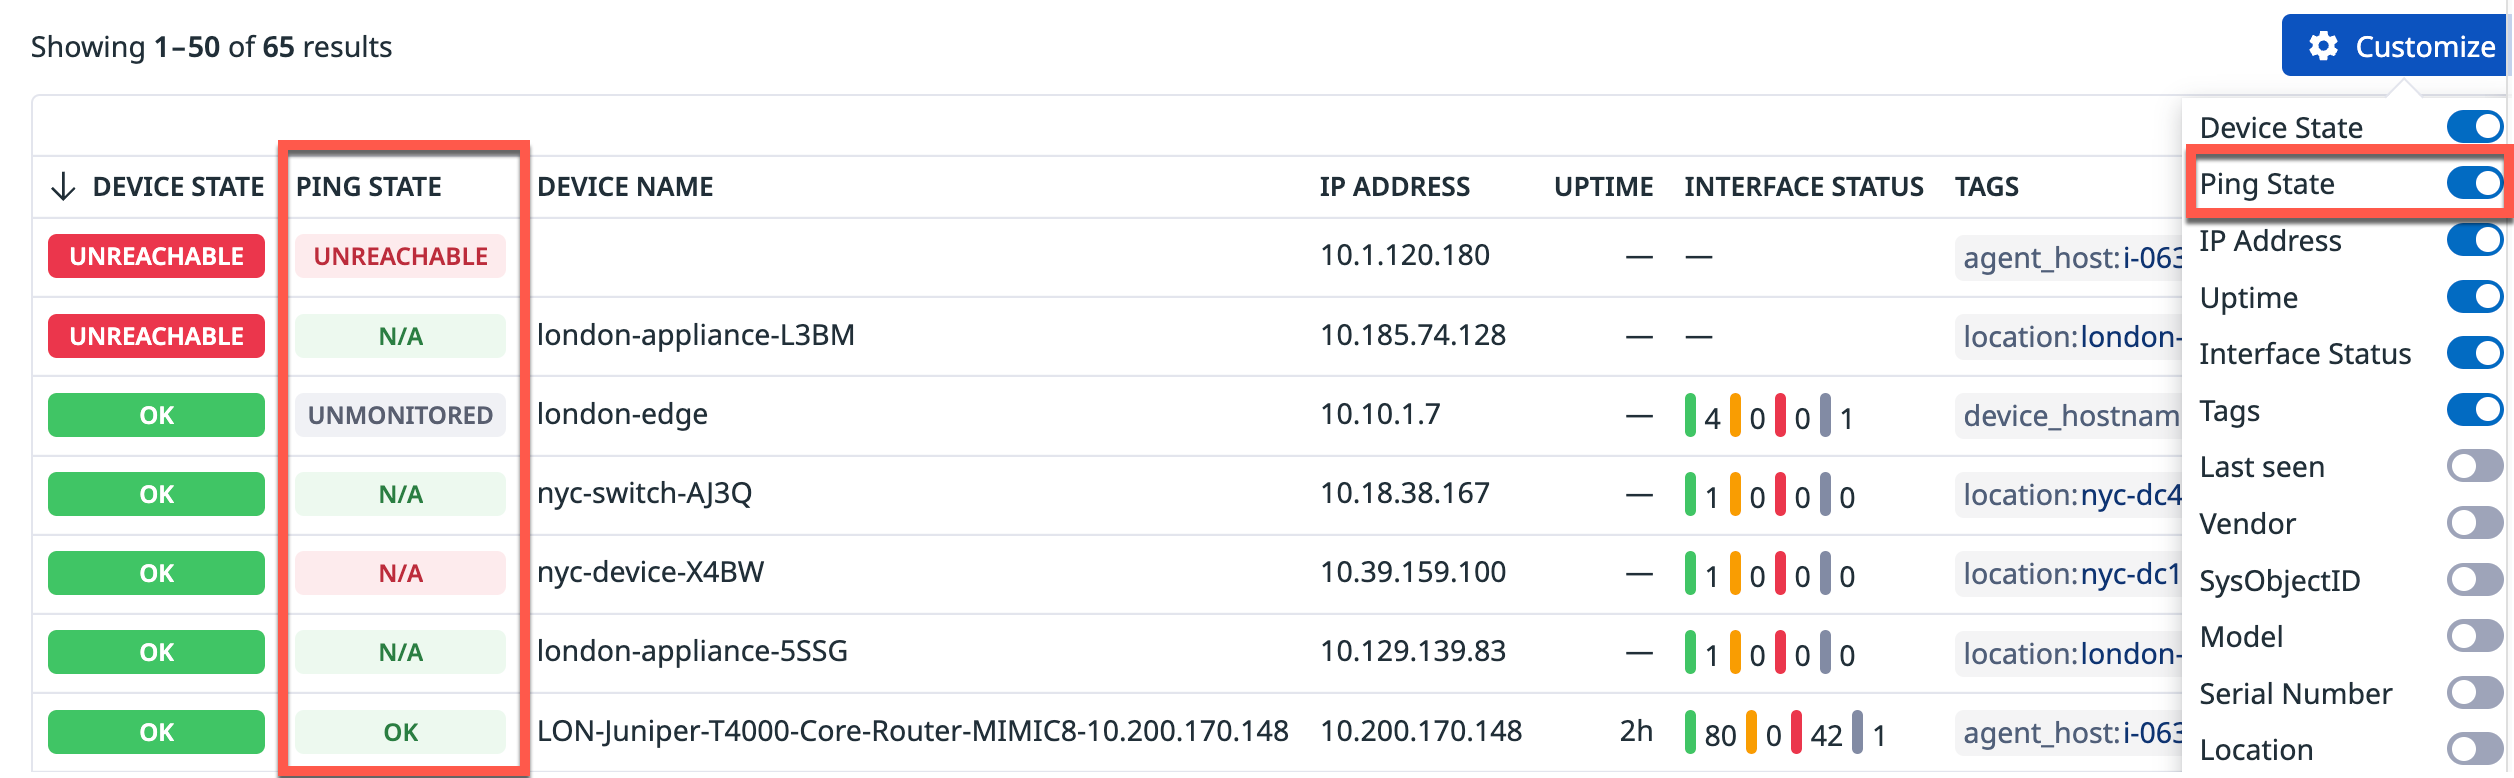 Showing 1–50 of 65 results
Customize
DEVICE STATE PING STATE DEVICE NAME IP ADDRESS UPTIME INTERFACE STATUS TAGS
UNREACHABLE UNREACHABLE 10.1.120.180 — — agent_host:i-063
UNREACHABLE N/A london-appliance-L3BM 10.185.74.128 — — location:london-
OK UNMONITORED london-edge 10.10.1.7 — 4 0 0 1 device_hostnam
OK N/A nyc-switch-AJ3Q 10.18.38.167 — 1 0 0 0 location:nyc-dc4
OK N/A nyc-device-X4BW 10.39.159.100 — 1 0 0 0 location:nyc-dc1
OK N/A london-appliance-5SSG 10.129.139.83 — 1 0 0 0 location:london-
OK OK LON-Juniper-T4000-Core-Router-MIMIC8-10.200.170.148 10.200.170.148 2h 80 0 42 1 agent_host:i-063
Device State
Ping State
IP Address
Uptime
Interface Status
Tags
Last seen
Vendor
SysObjectID
Model
Serial Number
Location